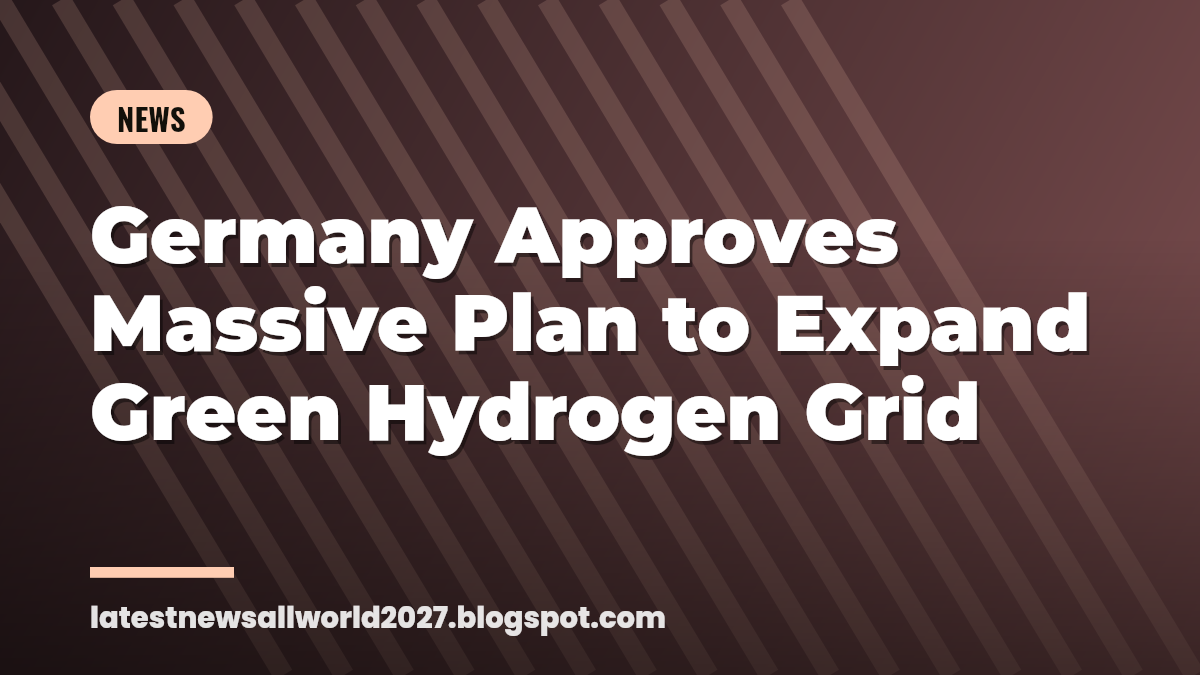 NEWS
Germany Approves
Massive Plan to Expand
Green Hydrogen Grid
latestnewsallworld2027.blogspot.com